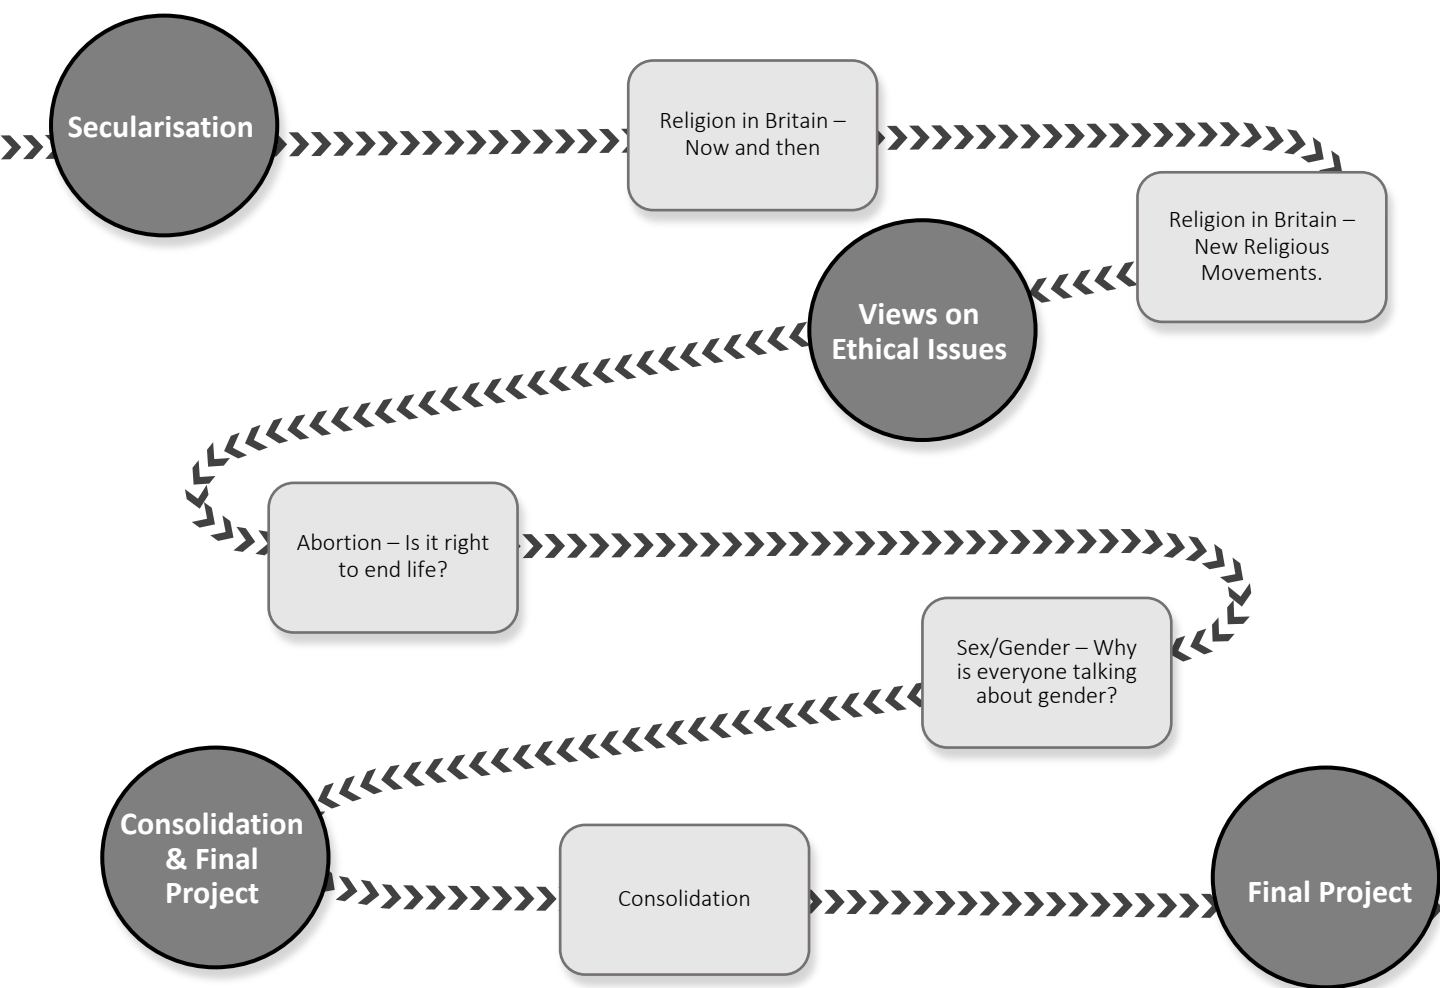 Secularisation
Religion in Britain –
Now and then
Religion in Britain –
New Religious
Movements.
Views on
Ethical Issues
Abortion – Is it right
to end life?
Sex/Gender – Why
is everyone talking
about gender?
Consolidation
& Final
Project
Consolidation
Final Project